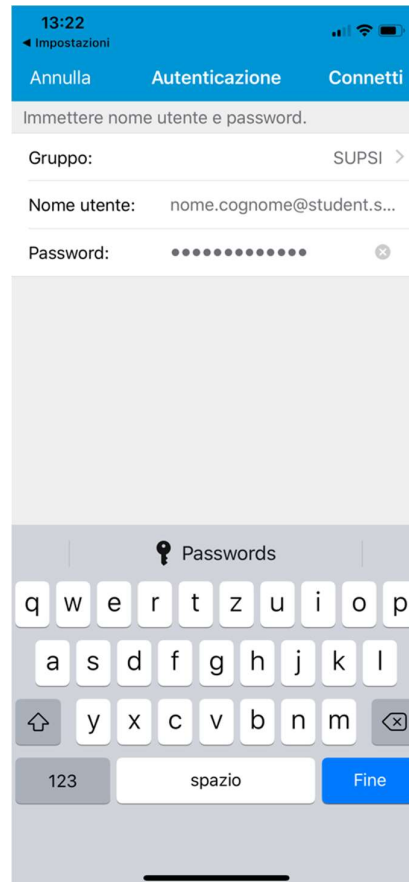 13:22
◀ Impostazioni
Annulla Autenticazione Connetti
Immettere nome utente e password.
Gruppo: SUPSI >
Nome utente: nome.cognome@student.s...
Password: •••••••••••••
Passwords
q w e r t z u i o p
a s d f g h j k l
y x c v b n m
123 spazio Fine